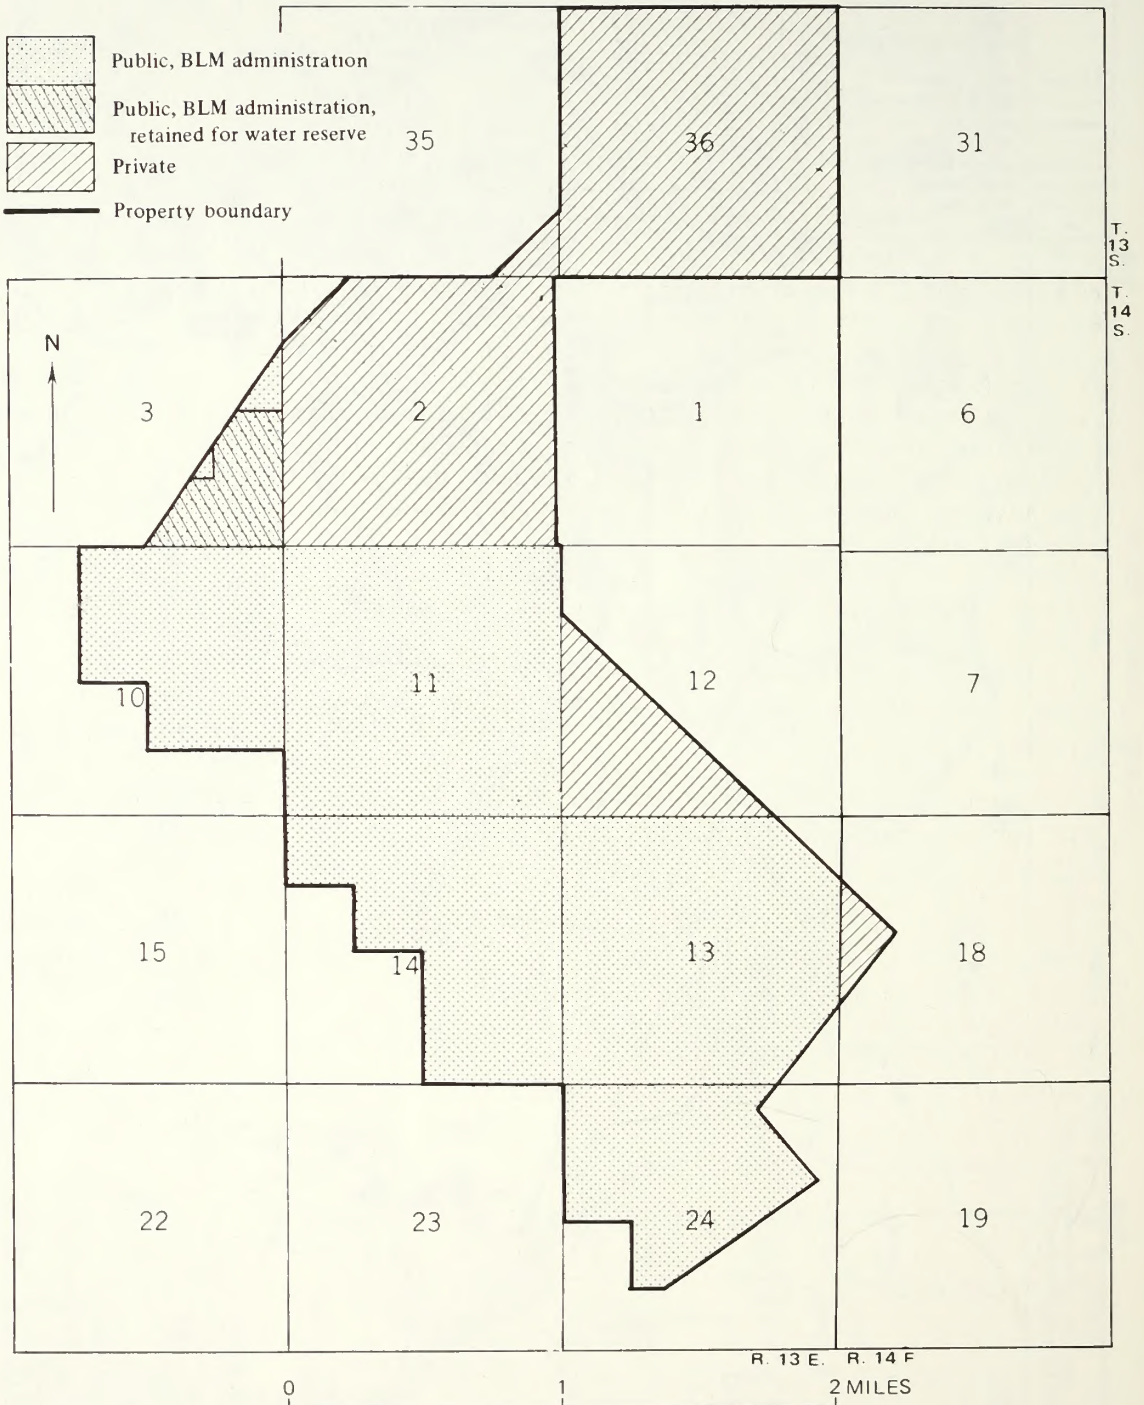 Public, BLM administration
Public, BLM administration,
retained for water reserve
Private
Property boundary
35
36
31
T.
13
S.
T.
14
S.
N
3
2
1
6
10
11
12
7
15
14
13
18
22
23
24
19
R. 13 E. R. 14 E
0 1 2 MILES